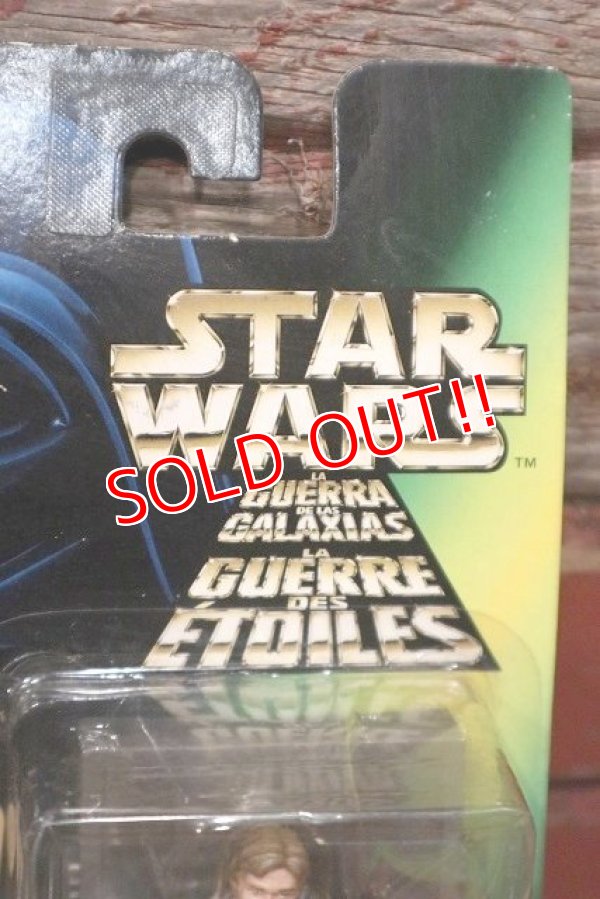 STAR
WARS
TM
SOLD OUT!!
LA
GUERRA
DE LAS
GALAXIAS
LA
GUERRE
DES
ÉTOILES